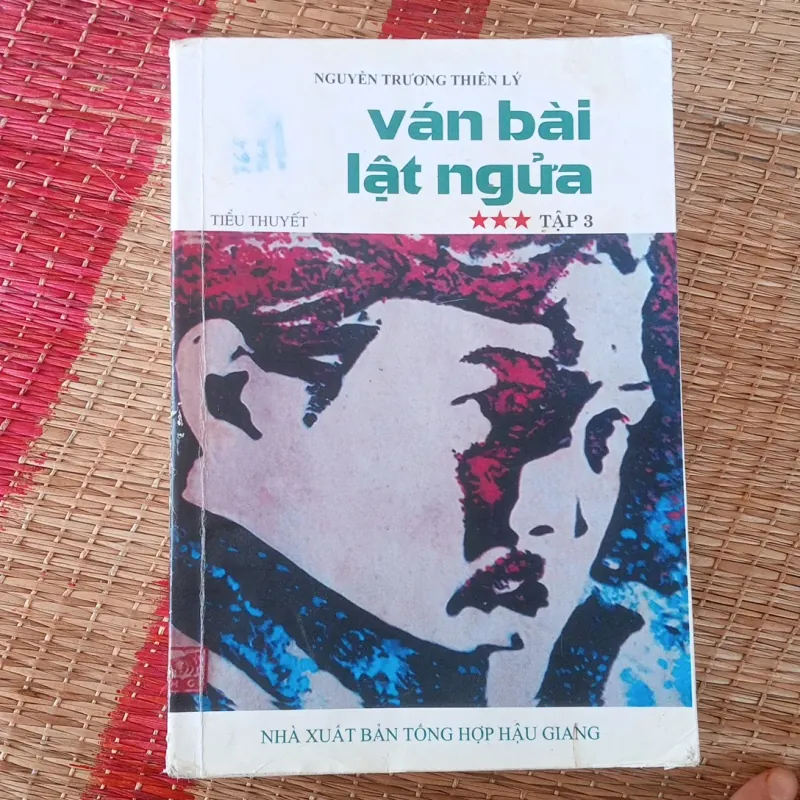 NGUYỄN TRƯƠNG THIÊN LÝ
ván bài
lật ngửa
TIỂU THUYẾT
★★★ TẬP 3
NHÀ XUẤT BẢN TỔNG HỢP HẬU GIANG